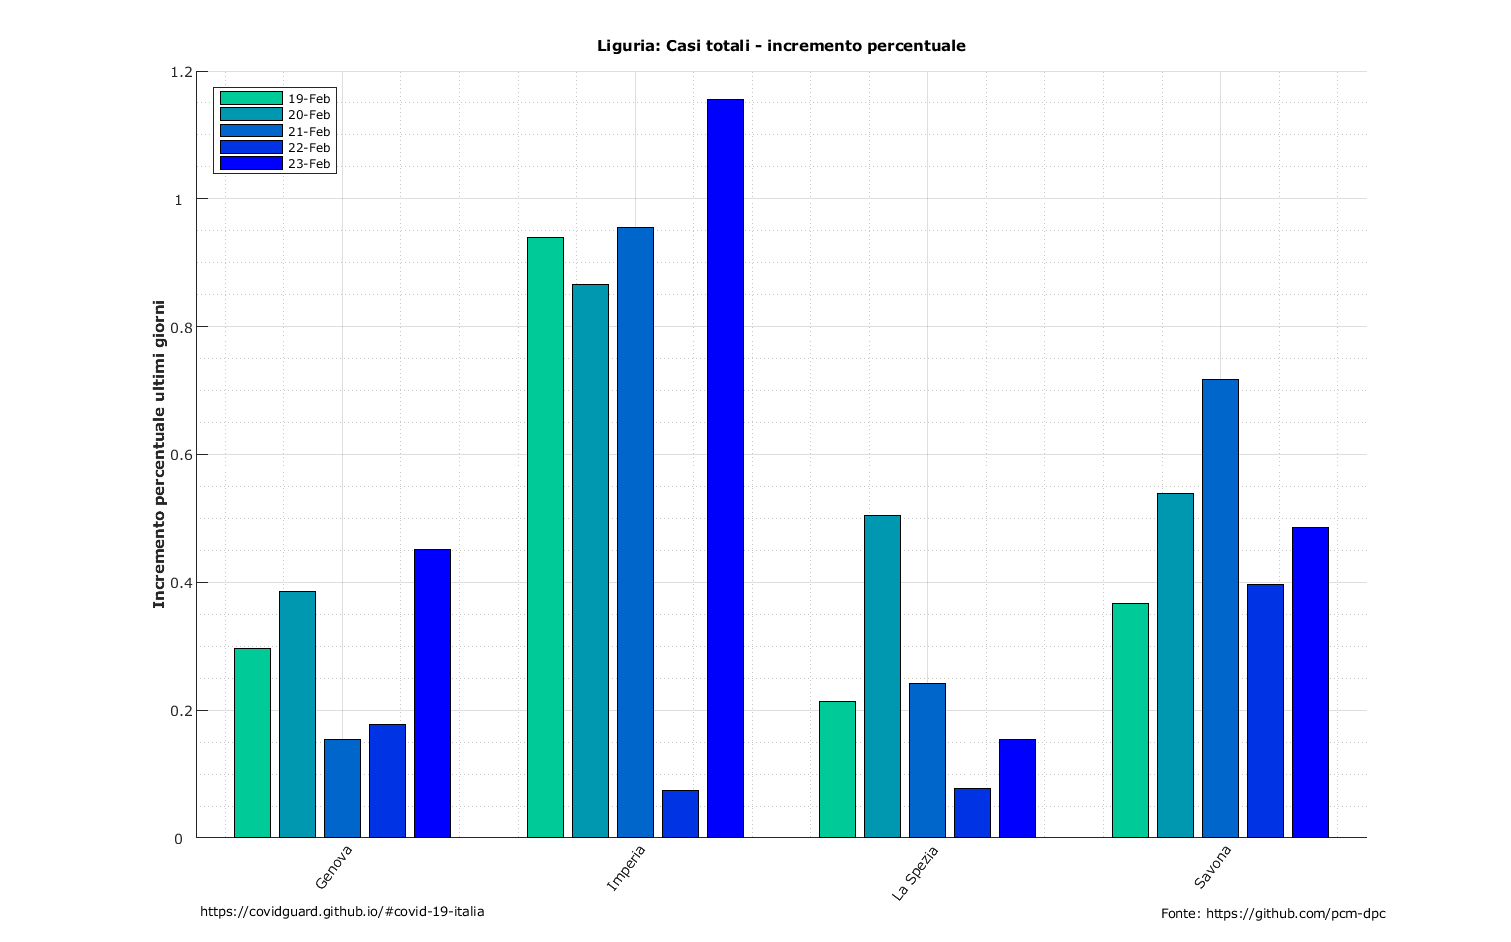 Liguria: Casi totali - incremento percentuale
1.2
1
0.8
0.6
0.4
0.2
0
Incremento percentuale ultimi giorni
19-Feb
20-Feb
21-Feb
22-Feb
23-Feb
Genova
Imperia
La Spezia
Savona
https://covidguard.github.io/#covid-19-italia
Fonte: https://github.com/pcm-dpc